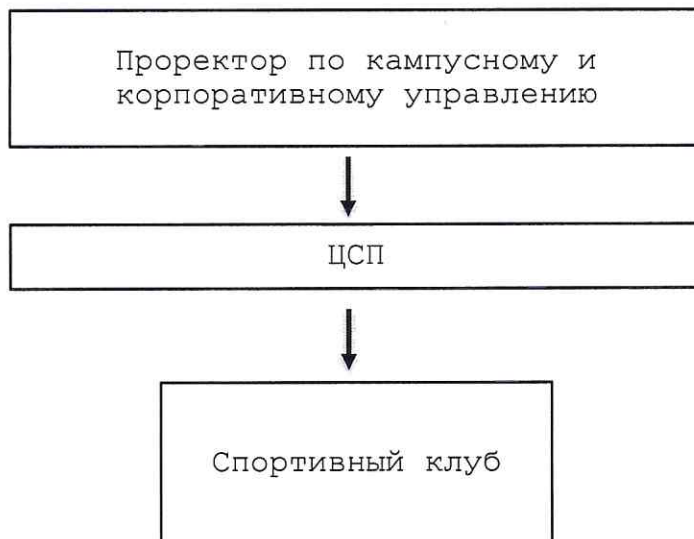 Проректор по кампусному и
корпоративному управлению
ЦСП
Спортивный клуб